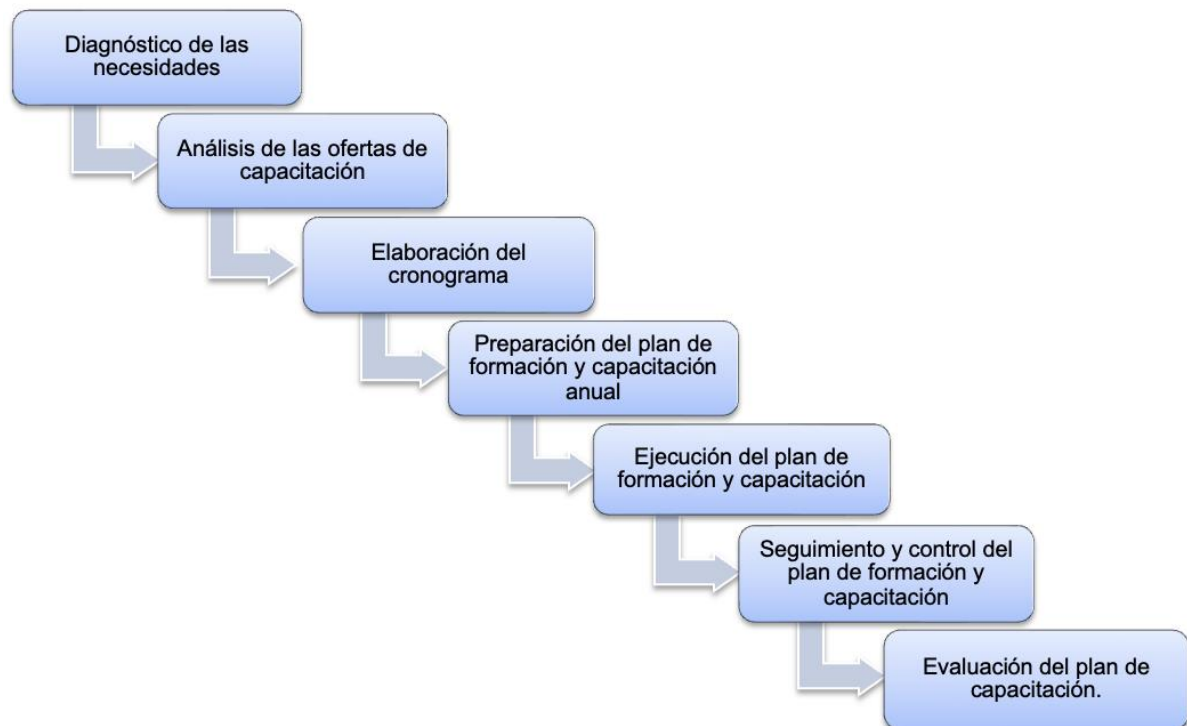 Diagnóstico de las
necesidades
Análisis de las ofertas de
capacitación
Elaboración del
cronograma
Preparación del plan de
formación y capacitación
anual
Ejecución del plan de
formación y capacitación
Seguimiento y control del
plan de formación y
capacitación
Evaluación del plan de
capacitación.